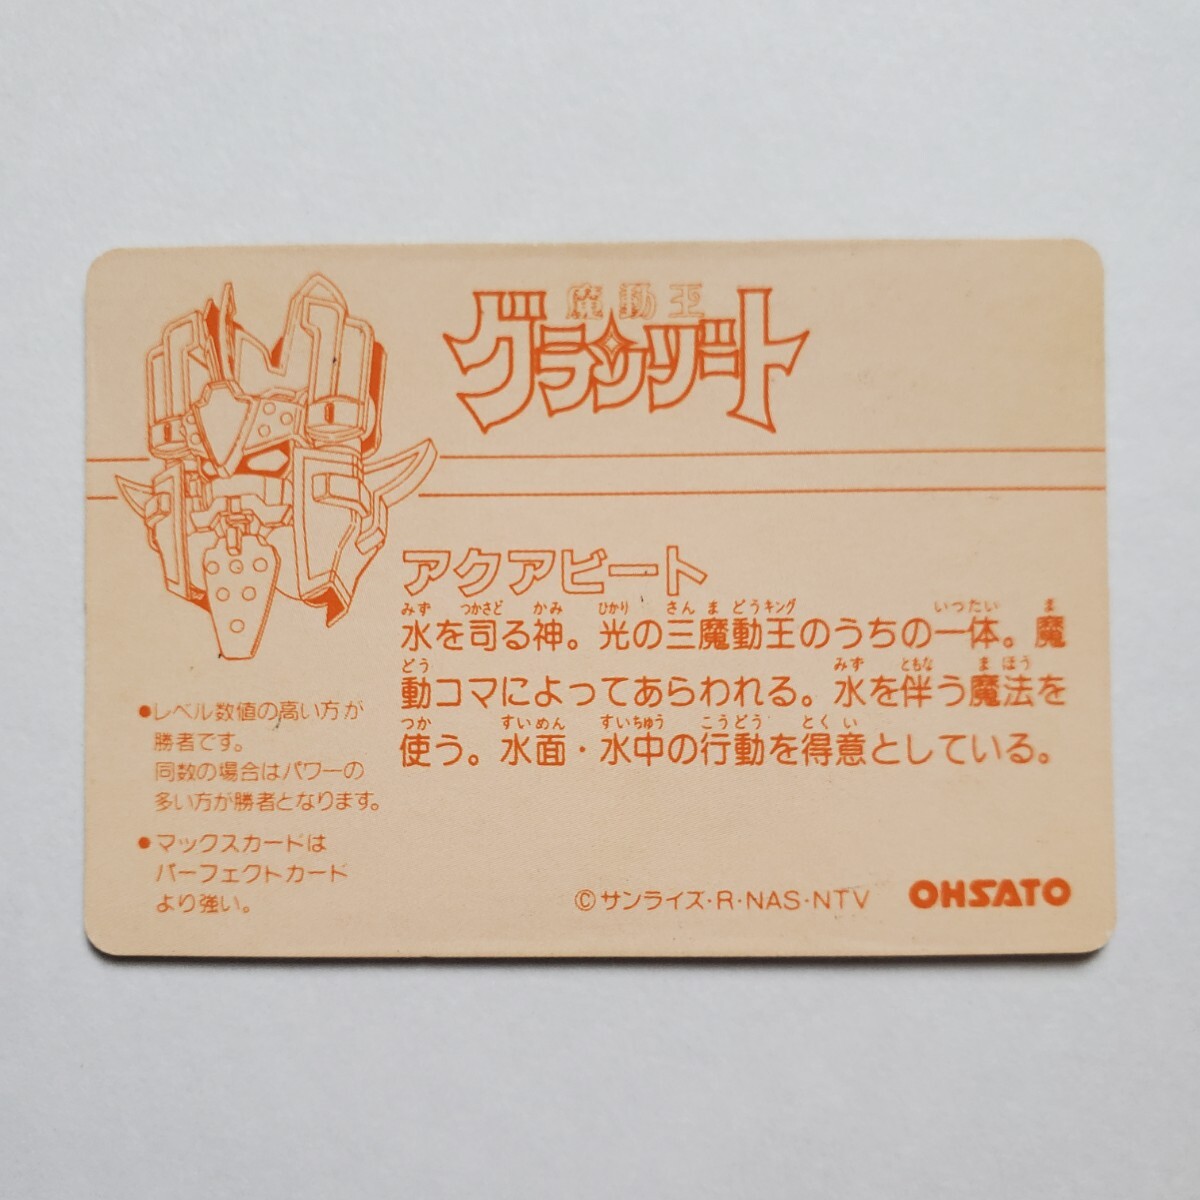 魔動王
グランゾート
アクアビート
みず つかさど かみ ひかり さん ま どうキング いったい ま
水を司る神。光の三魔動王のうちの一体。魔
どう みず ともな ま ほう
動コマによってあらわれる。水を伴う魔法を
つか すいめん すいちゅう こうどう とく い
使う。水面・水中の行動を得意としている。
●レベル数値の高い方が
勝者です。
同数の場合はパワーの
多い方が勝者となります。
●マックスカードは
パーフェクトカード
より強い。
©サンライズ・R・NAS・NTV
OHSATO